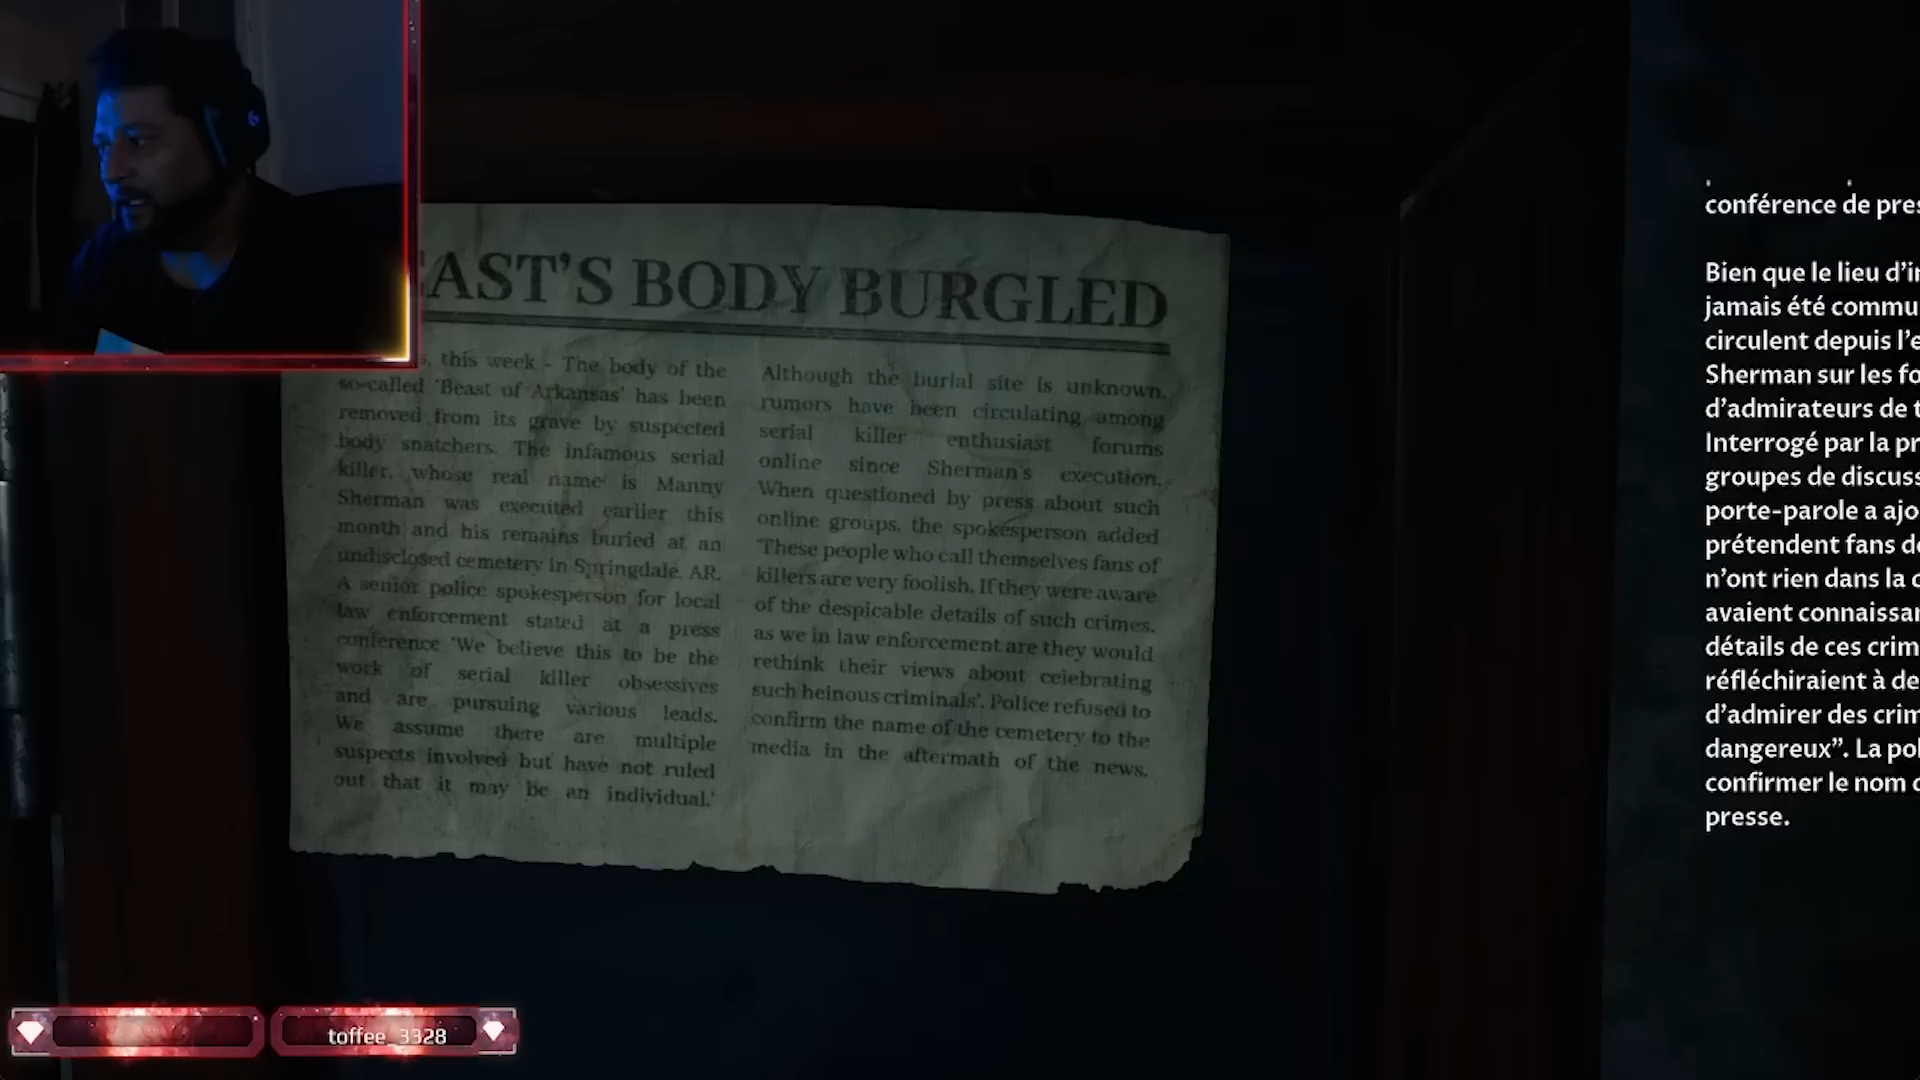 EAST'S BODY BURGLED
this week - The body of the
so-called 'Beast of Arkansas' has been
removed from its grave by suspected
body snatchers. The infamous serial
killer, whose real name is Manny
Sherman was executed earlier this
month and his remains buried at an
undisclosed cemetery in Springdale, AR.
A senior police spokesperson for local
law enforcement stated at a press
conference 'We believe this to be the
work of serial killer obsessives
and are pursuing various leads.
We assume there are multiple
suspects involved but have not ruled
out that it may be an individual.'
Although the burial site is unknown,
rumors have been circulating among
serial killer enthusiast forums
online since Sherman's execution.
When questioned by press about such
online groups, the spokesperson added
'These people who call themselves fans of
killers are very foolish. If they were aware
of the despicable details of such crimes,
as we in law enforcement are they would
rethink their views about celebrating
such heinous criminals'. Police refused to
confirm the name of the cemetery to the
media in the aftermath of the news.
conférence de pres
Bien que le lieu d'i
jamais été commu
circulent depuis l'e
Sherman sur les fo
d'admirateurs de t
Interrogé par la pr
groupes de discuss
porte-parole a ajo
prétendent fans de
n'ont rien dans la c
avaient connaissan
détails de ces crim
réfléchiraient à de
d'admirer des crim
dangereux”. La pol
confirmer le nom d
presse.
toffee_3328